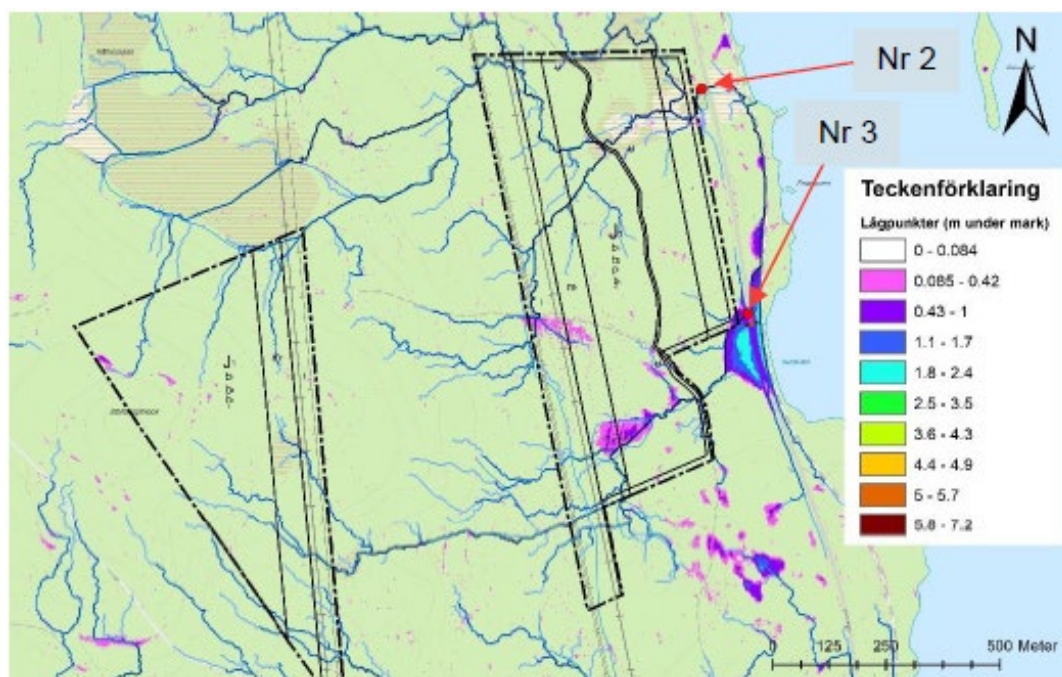 Nr 2
N
Nr 3
Teckenförklaring
Lågpunkter (m under mark)
0 - 0.084
0.085 - 0.42
0.43 - 1
1.1 - 1.7
1.8 - 2.4
2.5 - 3.5
3.6 - 4.3
4.4 - 4.9
5 - 5.7
5.8 - 7.2
0 125 250 500 Meter